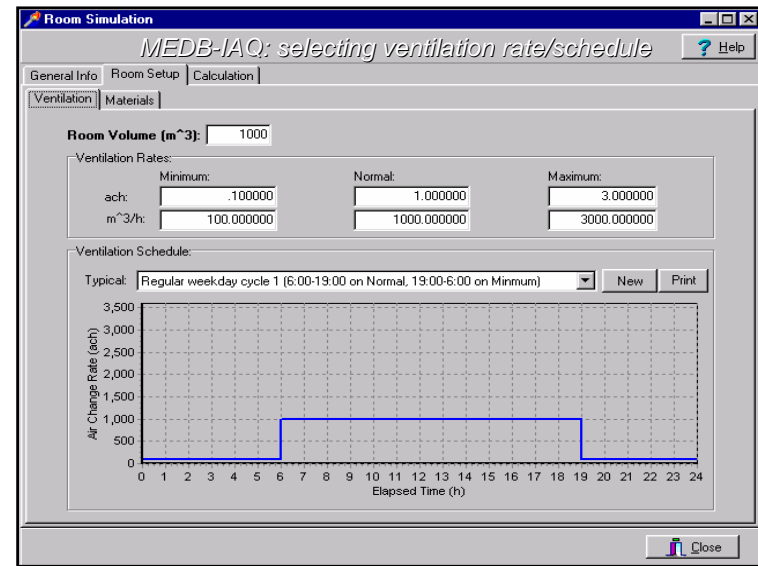 Room Simulation
MEDB-IAQ: selecting ventilation rate/schedule
? Help
General Info Room Setup Calculation
Ventilation Materials
Room Volume (m^3): 1000
Ventilation Rates:
Minimum: Normal: Maximum:
ach: .100000 1.000000 3.000000
m^3/h: 100.000000 1000.000000 3000.000000
Ventilation Schedule:
Typical: Regular weekday cycle 1 (6:00-19:00 on Normal, 19:00-6:00 on Minmum) New Print
Air Change Rate (ach)
3,500
3,000
2,500
2,000
1,500
1,000
500
0
0 1 2 3 4 5 6 7 8 9 10 11 12 13 14 15 16 17 18 19 20 21 22 23 24
Elapsed Time (h)
Close